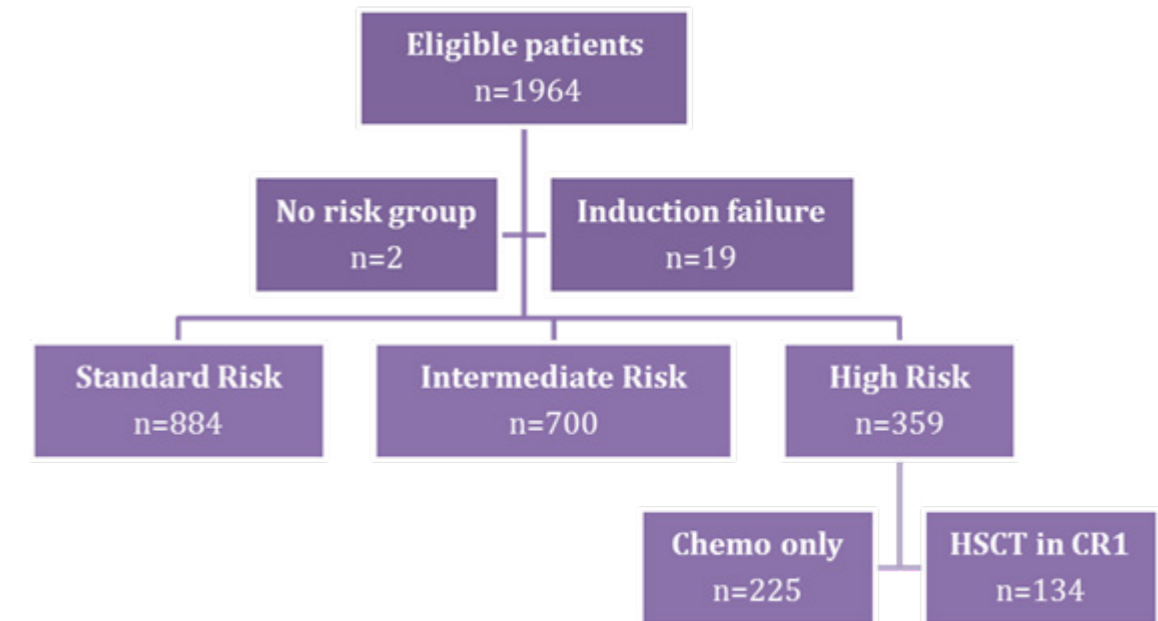 Eligible patients
n=1964
No risk group
n=2
Induction failure
n=19
Standard Risk
n=884
Intermediate Risk
n=700
High Risk
n=359
Chemo only
n=225
HSCT in CR1
n=134